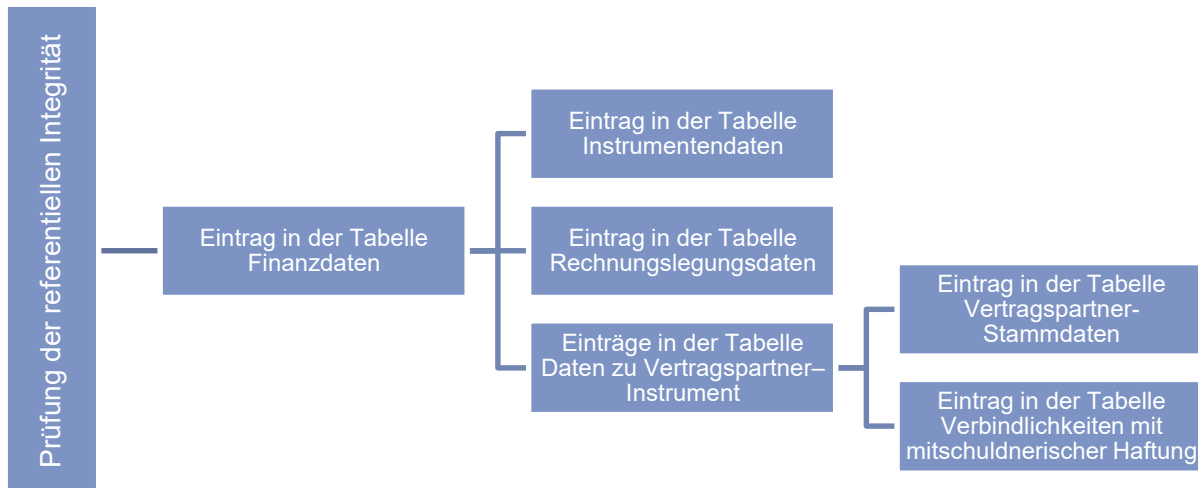 Prüfung der referentiellen Integrität
Eintrag in der Tabelle
Finanzdaten
Eintrag in der Tabelle
Instrumentendaten
Eintrag in der Tabelle
Rechnungslegungsdaten
Einträge in der Tabelle
Daten zu Vertragspartner–
Instrument
Eintrag in der Tabelle
Vertragspartner-
Stammdaten
Eintrag in der Tabelle
Verbindlichkeiten mit
mitschuldnerischer Haftung